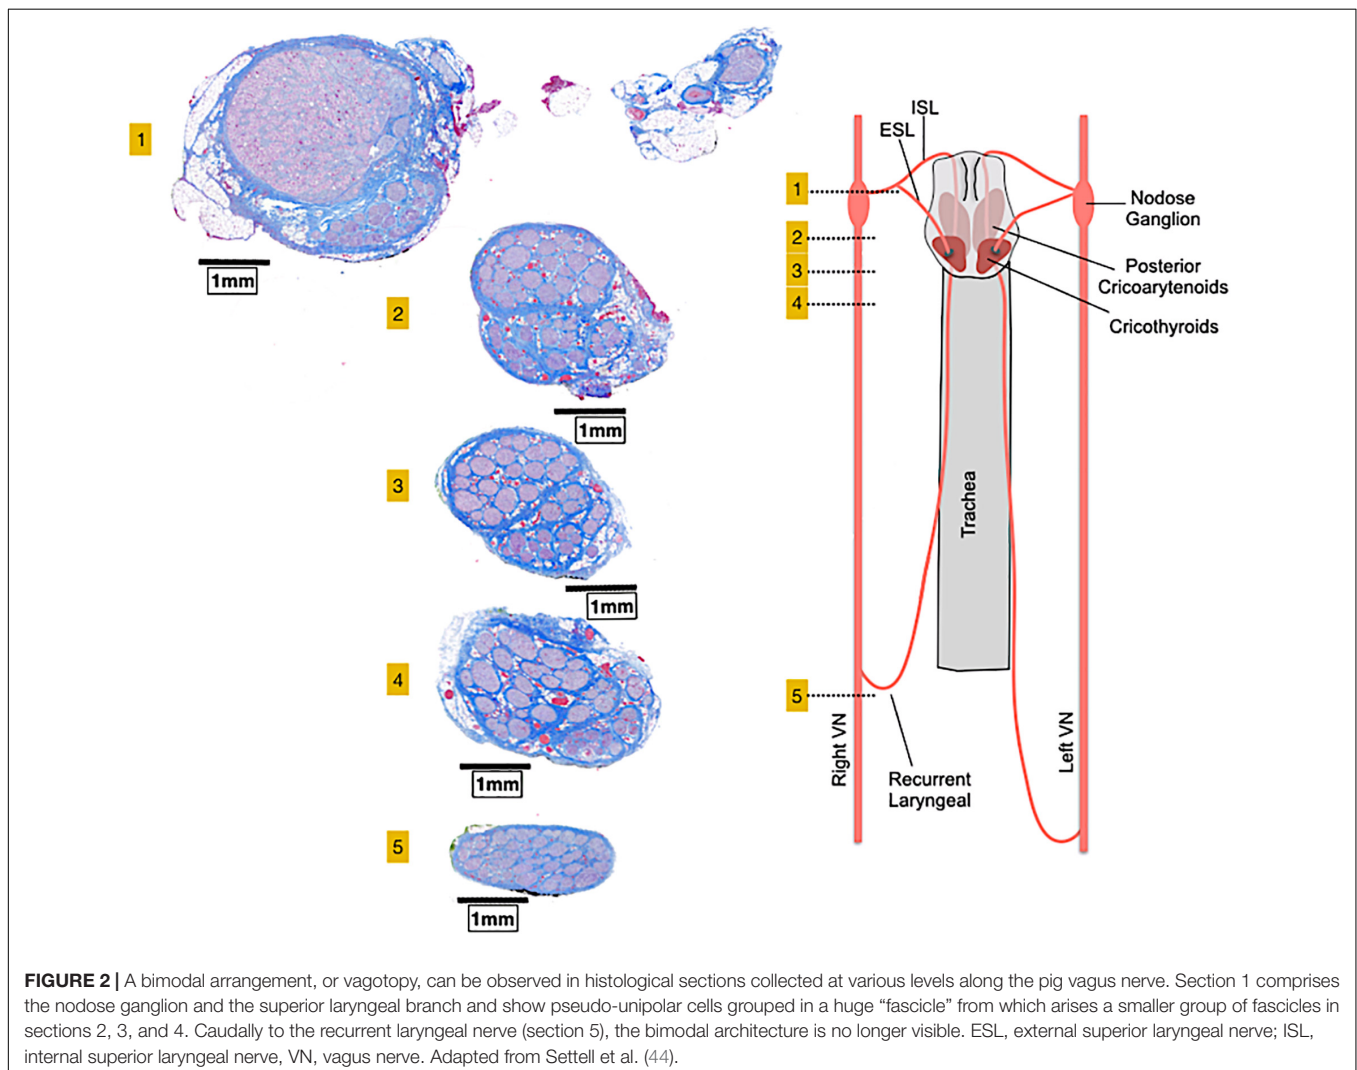 1
1mm
2
1mm
3
1mm
4
1mm
5
1mm
ISL
ESL
1
2
3
4
5
Nodose
Ganglion
Posterior
Cricoarytenoids
Cricothyroids
Trachea
Right VN
Left VN
Recurrent
Laryngeal
FIGURE 2 | A bimodal arrangement, or vagotopy, can be observed in histological sections collected at various levels along the pig vagus nerve. Section 1 comprises
the nodose ganglion and the superior laryngeal branch and show pseudo-unipolar cells grouped in a huge “fascicle” from which arises a smaller group of fascicles in
sections 2, 3, and 4. Caudally to the recurrent laryngeal nerve (section 5), the bimodal architecture is no longer visible. ESL, external superior laryngeal nerve; ISL,
internal superior laryngeal nerve, VN, vagus nerve. Adapted from Settell et al. (44).